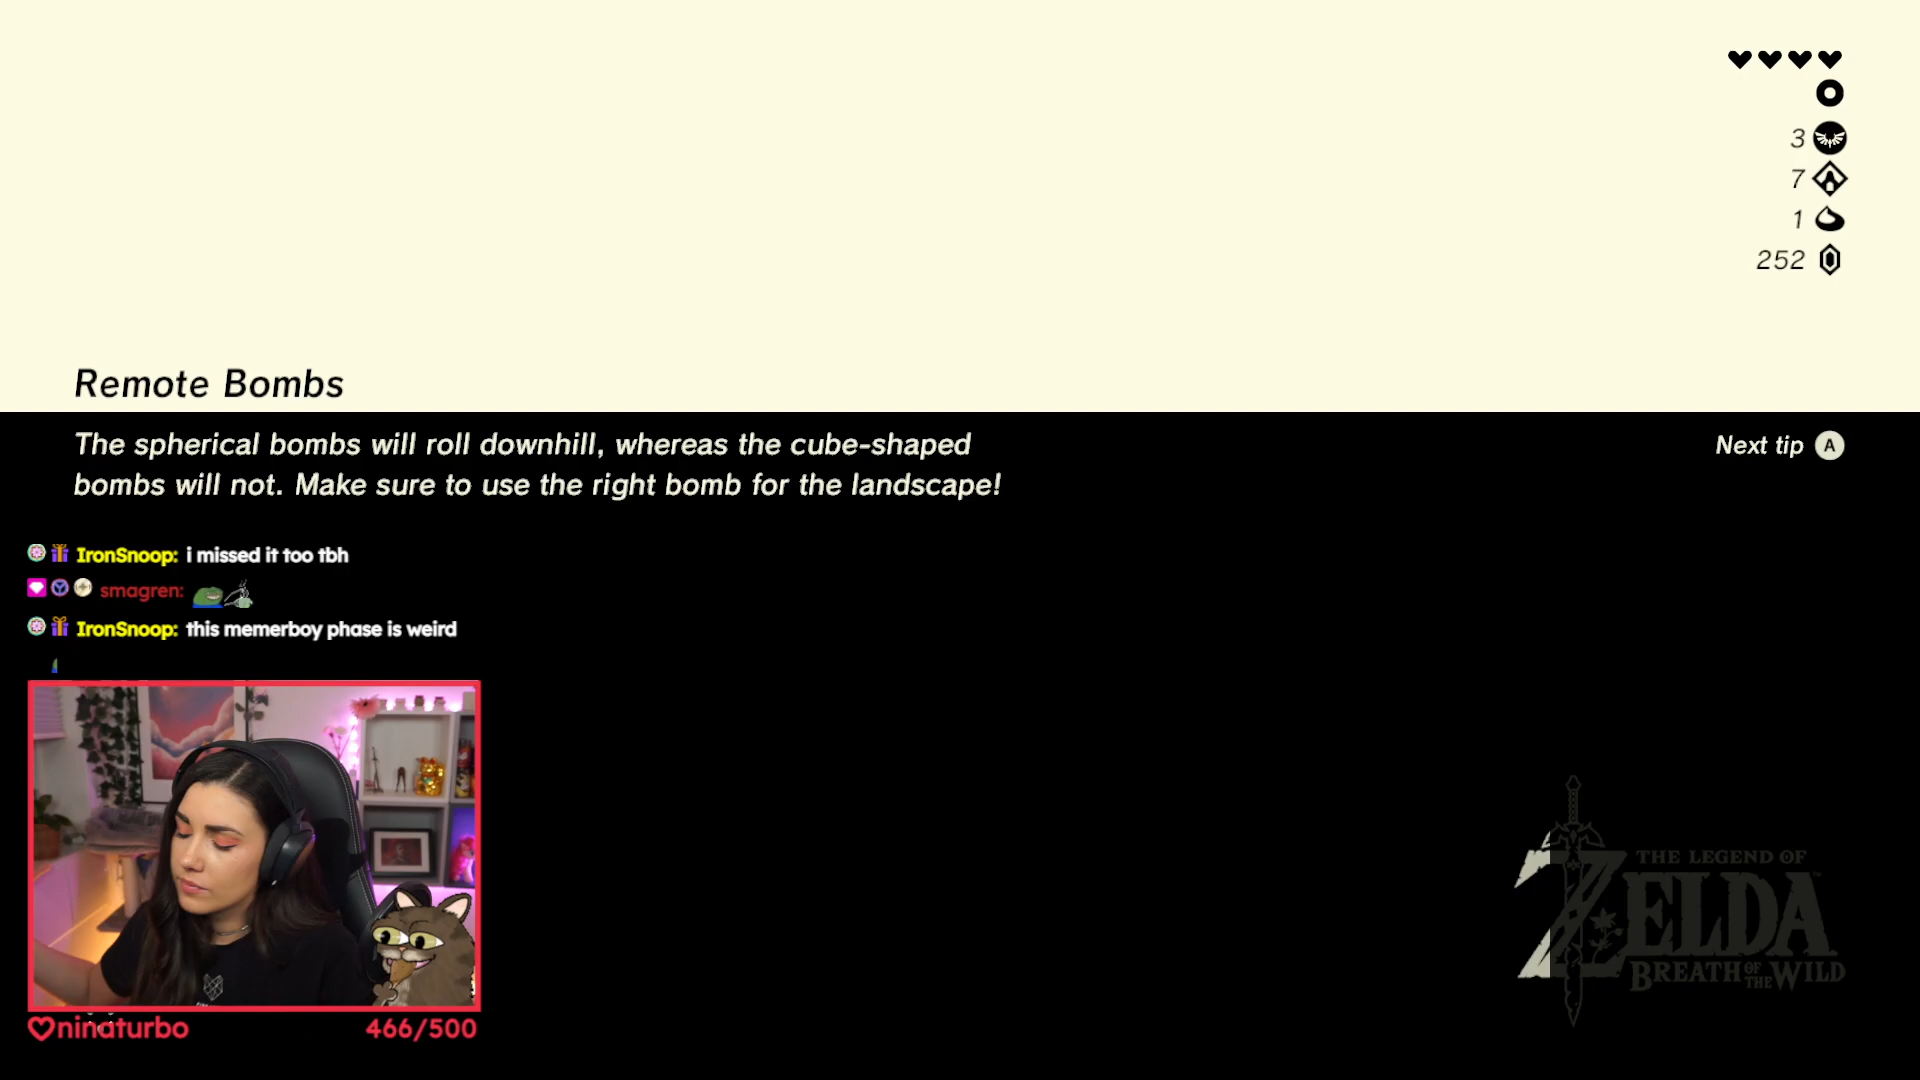 3
7
1
252
Remote Bombs
The spherical bombs will roll downhill, whereas the cube-shaped
bombs will not. Make sure to use the right bomb for the landscape!
Next tip A
IronSnoop: i missed it too tbh
smagren:
IronSnoop: this memerboy phase is weird
THE LEGEND OF
ZELDA
BREATH OF THE WILD
ninaturbo 466/500